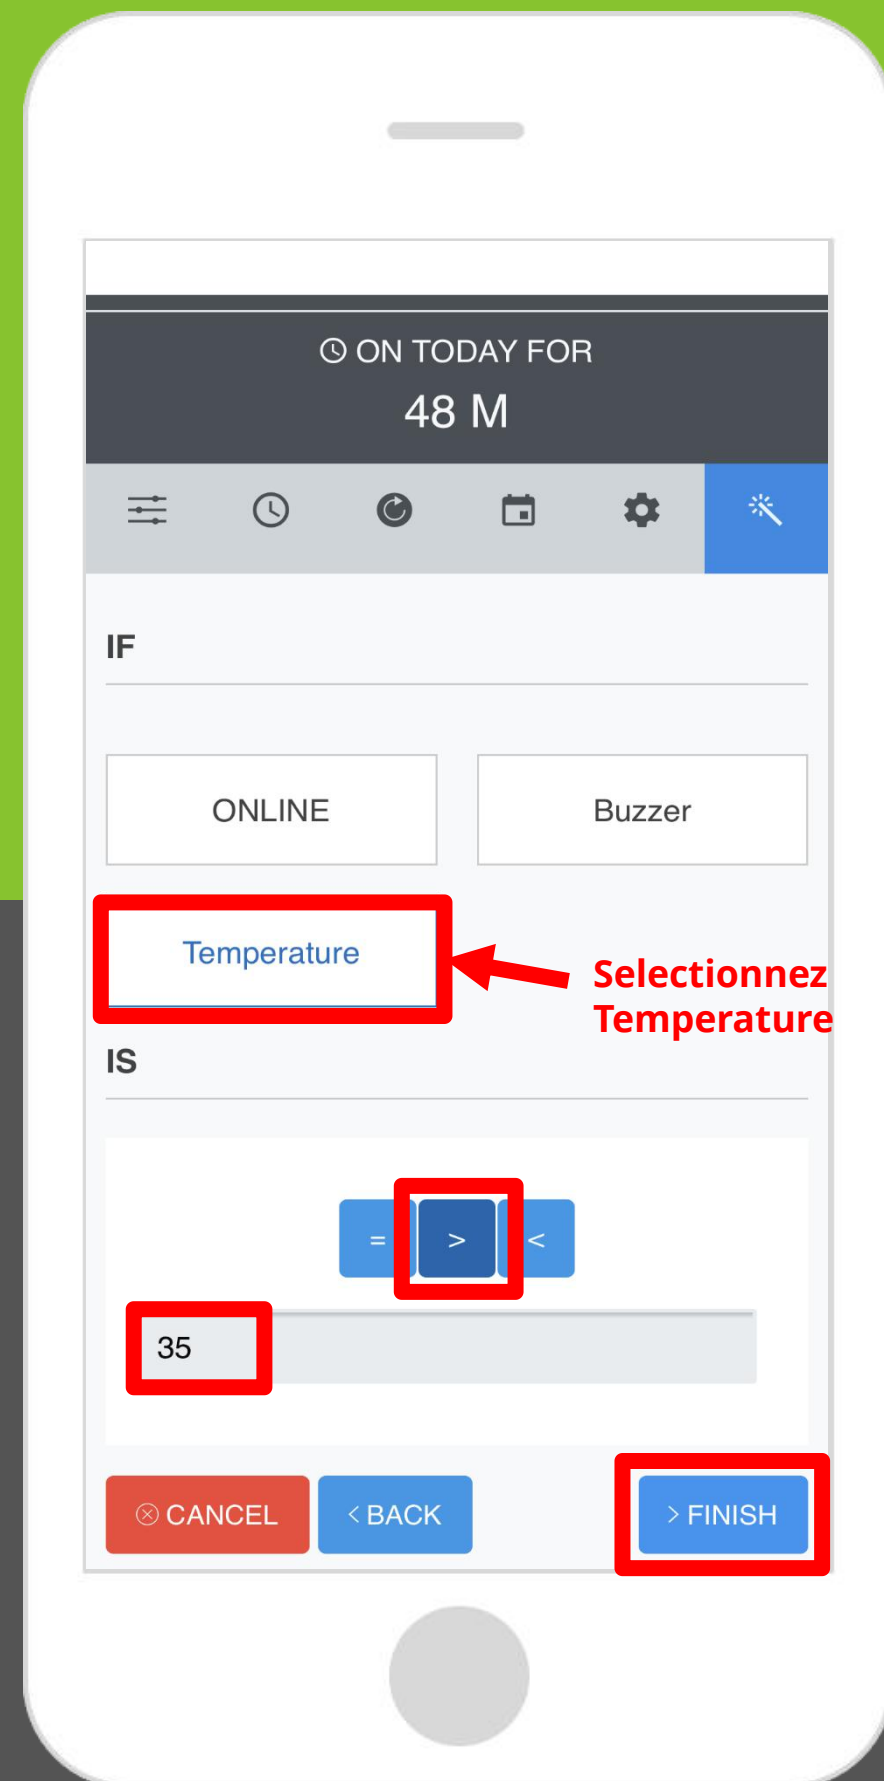 ON TODAY FOR
48 M
IF
ONLINE
Buzzer
Temperature
Selectionnez
Temperature
IS
= > <
35
CANCEL
< BACK
> FINISH